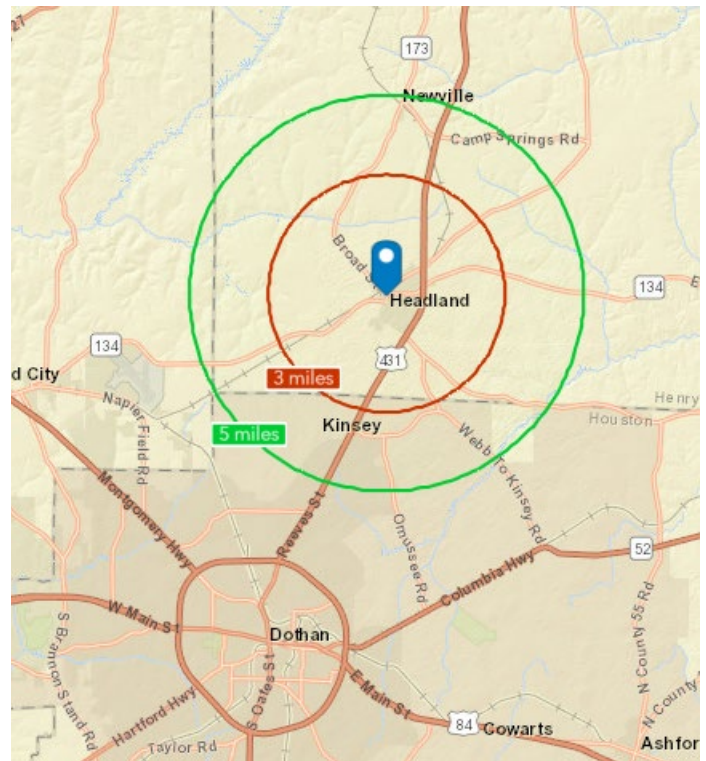 27
173
Newville
Camp Springs Rd
Broad St
134
E
Headland
134
431
d City
3 miles
Napier Field Rd
Henry
Houston
Kinsey
5 miles
Webb To Kinsey Rd
Montgomery Hwy
Reeves St
Omussee Rd
52
Columbia Hwy
W Main St
S Brannon Stand Rd
Dothan
N County 55 Rd
E Main St
S Oates St
Hartford Hwy
N County
84
Cowarts
Taylor Rd
Ashfor